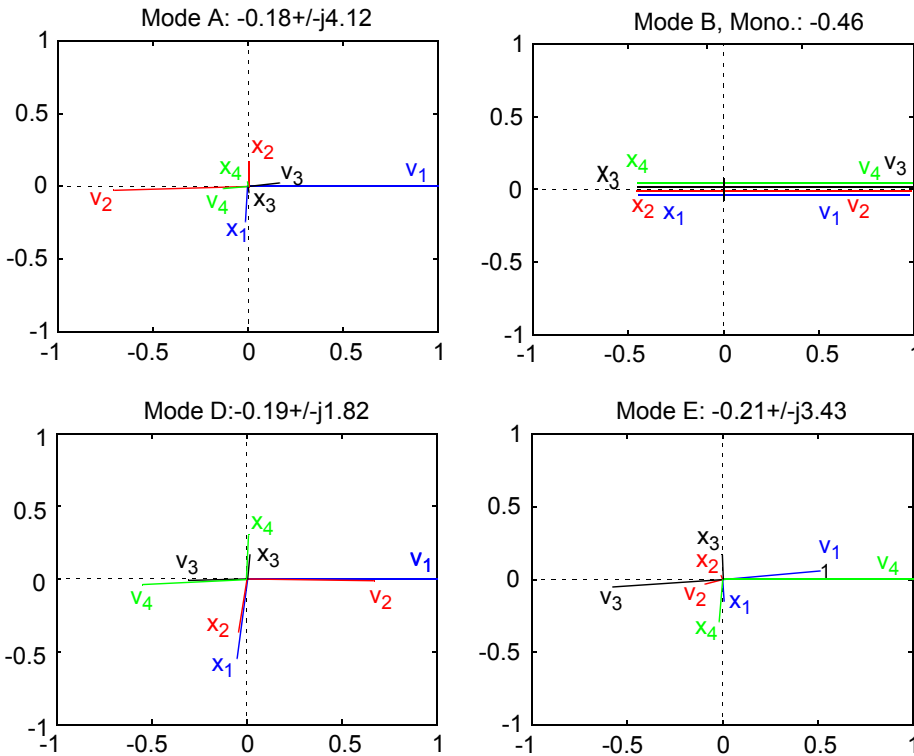 Mode A: -0.18+/-j4.12
1
0.5
0
-0.5
-1
-1
-0.5
0
0.5
1
x2
x4
v3
v1
v2
v4
x3
x1
Mode B, Mono.: -0.46
1
0.5
0
-0.5
-1
-1
-0.5
0
0.5
1
x4
x3
v4
v3
x2
x1
v1
v2
Mode D:-0.19+/-j1.82
1
0.5
0
-0.5
-1
-1
-0.5
0
0.5
1
x4
v3
x3
v1
v4
v2
x2
x1
Mode E: -0.21+/-j3.43
1
0.5
0
-0.5
-1
-1
-0.5
0
0.5
1
x3
x2
v1
1
v4
v3
v2
x1
x4